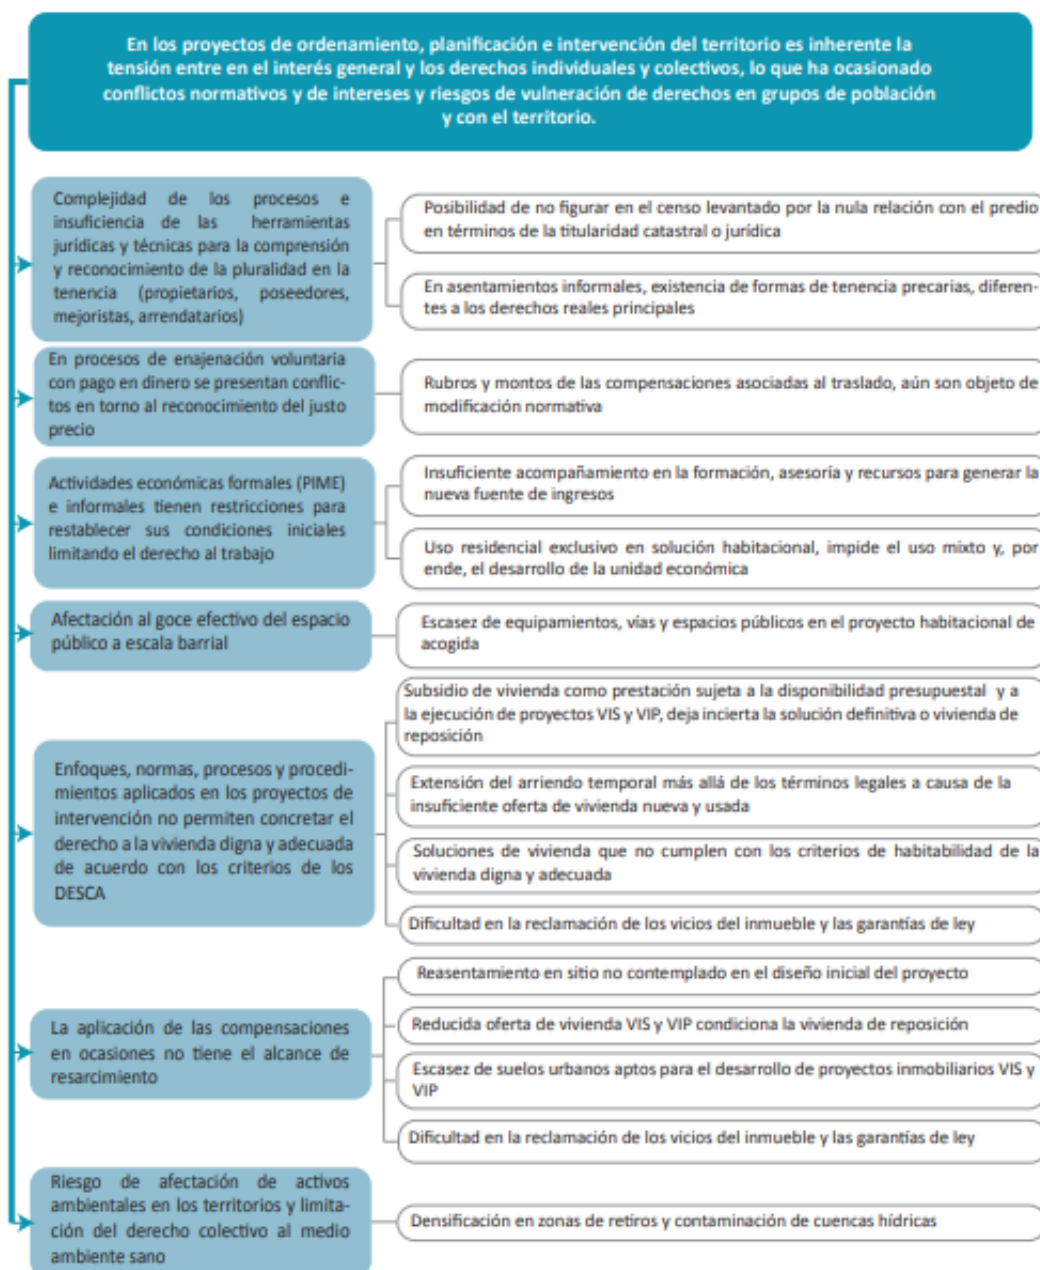 En los proyectos de ordenamiento, planificación e intervención del territorio es inherente la
tensión entre en el interés general y los derechos individuales y colectivos, lo que ha ocasionado
conflictos normativos y de intereses y riesgos de vulneración de derechos en grupos de población
y con el territorio.
Complejidad de los procesos e
insuficiencia de las herramientas
jurídicas y técnicas para la comprensión
y reconocimiento de la pluralidad en la
tenencia (propietarios, poseedores,
mejoristas, arrendatarios)
Posibilidad de no figurar en el censo levantado por la nula relación con el predio
en términos de la titularidad catastral o jurídica
En asentamientos informales, existencia de formas de tenencia precarias, diferen-
tes a los derechos reales principales
En procesos de enajenación voluntaria
con pago en dinero se presentan conflic-
tos en torno al reconocimiento del justo
precio
Rubros y montos de las compensaciones asociadas al traslado, aún son objeto de
modificación normativa
Actividades económicas formales (PIME)
e informales tienen restricciones para
restablecer sus condiciones iniciales
limitando el derecho al trabajo
Insuficiente acompañamiento en la formación, asesoría y recursos para generar la
nueva fuente de ingresos
Uso residencial exclusivo en solución habitacional, impide el uso mixto y, por
ende, el desarrollo de la unidad económica
Afectación al goce efectivo del espacio
público a escala barrial
Escasez de equipamientos, vías y espacios públicos en el proyecto habitacional de
acogida
Enfoques, normas, procesos y procedi-
mientos aplicados en los proyectos de
intervención no permiten concretar el
derecho a la vivienda digna y adecuada
de acuerdo con los criterios de los
DESCA
Subsidio de vivienda como prestación sujeta a la disponibilidad presupuestal y a
la ejecución de proyectos VIS y VIP, deja incierta la solución definitiva o vivienda de
reposición
Extensión del arriendo temporal más allá de los términos legales a causa de la
insuficiente oferta de vivienda nueva y usada
Soluciones de vivienda que no cumplen con los criterios de habitabilidad de la
vivienda digna y adecuada
Dificultad en la reclamación de los vicios del inmueble y las garantías de ley
La aplicación de las compensaciones
en ocasiones no tiene el alcance de
resarcimiento
Reasentamiento en sitio no contemplado en el diseño inicial del proyecto
Reducida oferta de vivienda VIS y VIP condiciona la vivienda de reposición
Escasez de suelos urbanos aptos para el desarrollo de proyectos inmobiliarios VIS y
VIP
Dificultad en la reclamación de los vicios del inmueble y las garantías de ley
Riesgo de afectación de activos
ambientales en los territorios y limita-
ción del derecho colectivo al medio
ambiente sano
Densificación en zonas de retiros y contaminación de cuencas hídricas